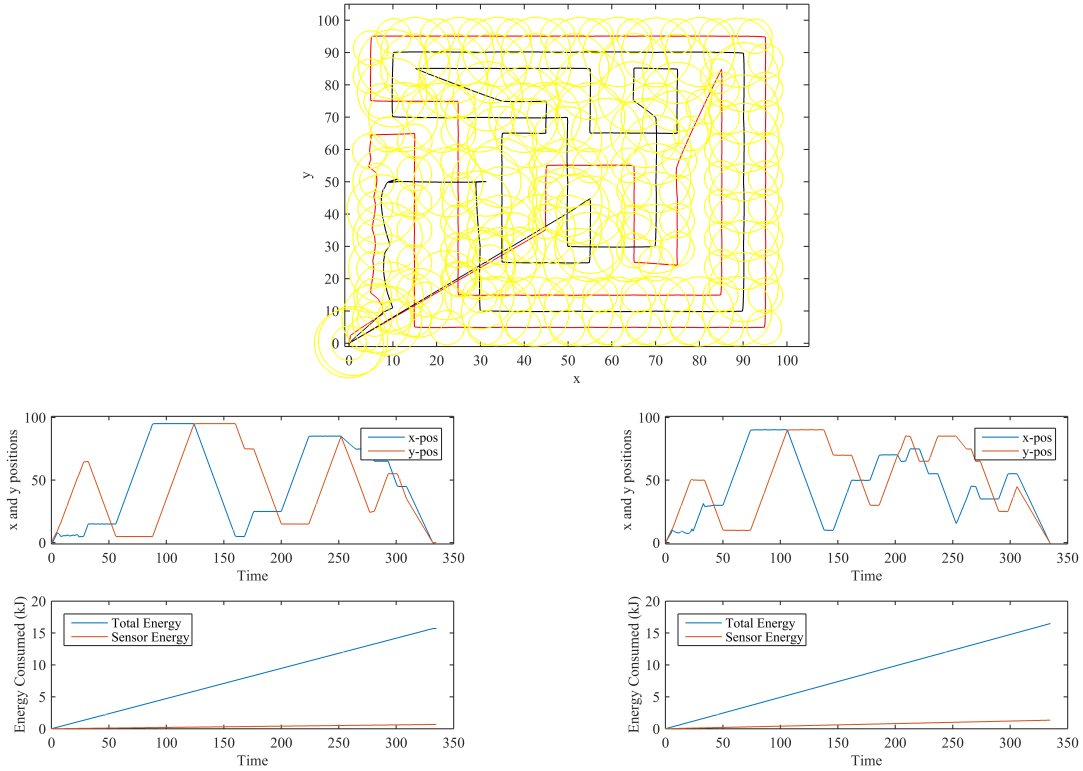 100
90
80
70
60
50
40
30
20
10
0
y
0 10 20 30 40 50 60 70 80 90 100
x
100
50
0
x and y positions
x-pos
y-pos
0 50 100 150 200 250 300 350
Time
100
50
0
x and y positions
x-pos
y-pos
0 50 100 150 200 250 300 350
Time
20
15
10
5
0
Energy Consumed (kJ)
Total Energy
Sensor Energy
0 50 100 150 200 250 300 350
Time
20
15
10
5
0
Energy Consumed (kJ)
Total Energy
Sensor Energy
0 50 100 150 200 250 300 350
Time